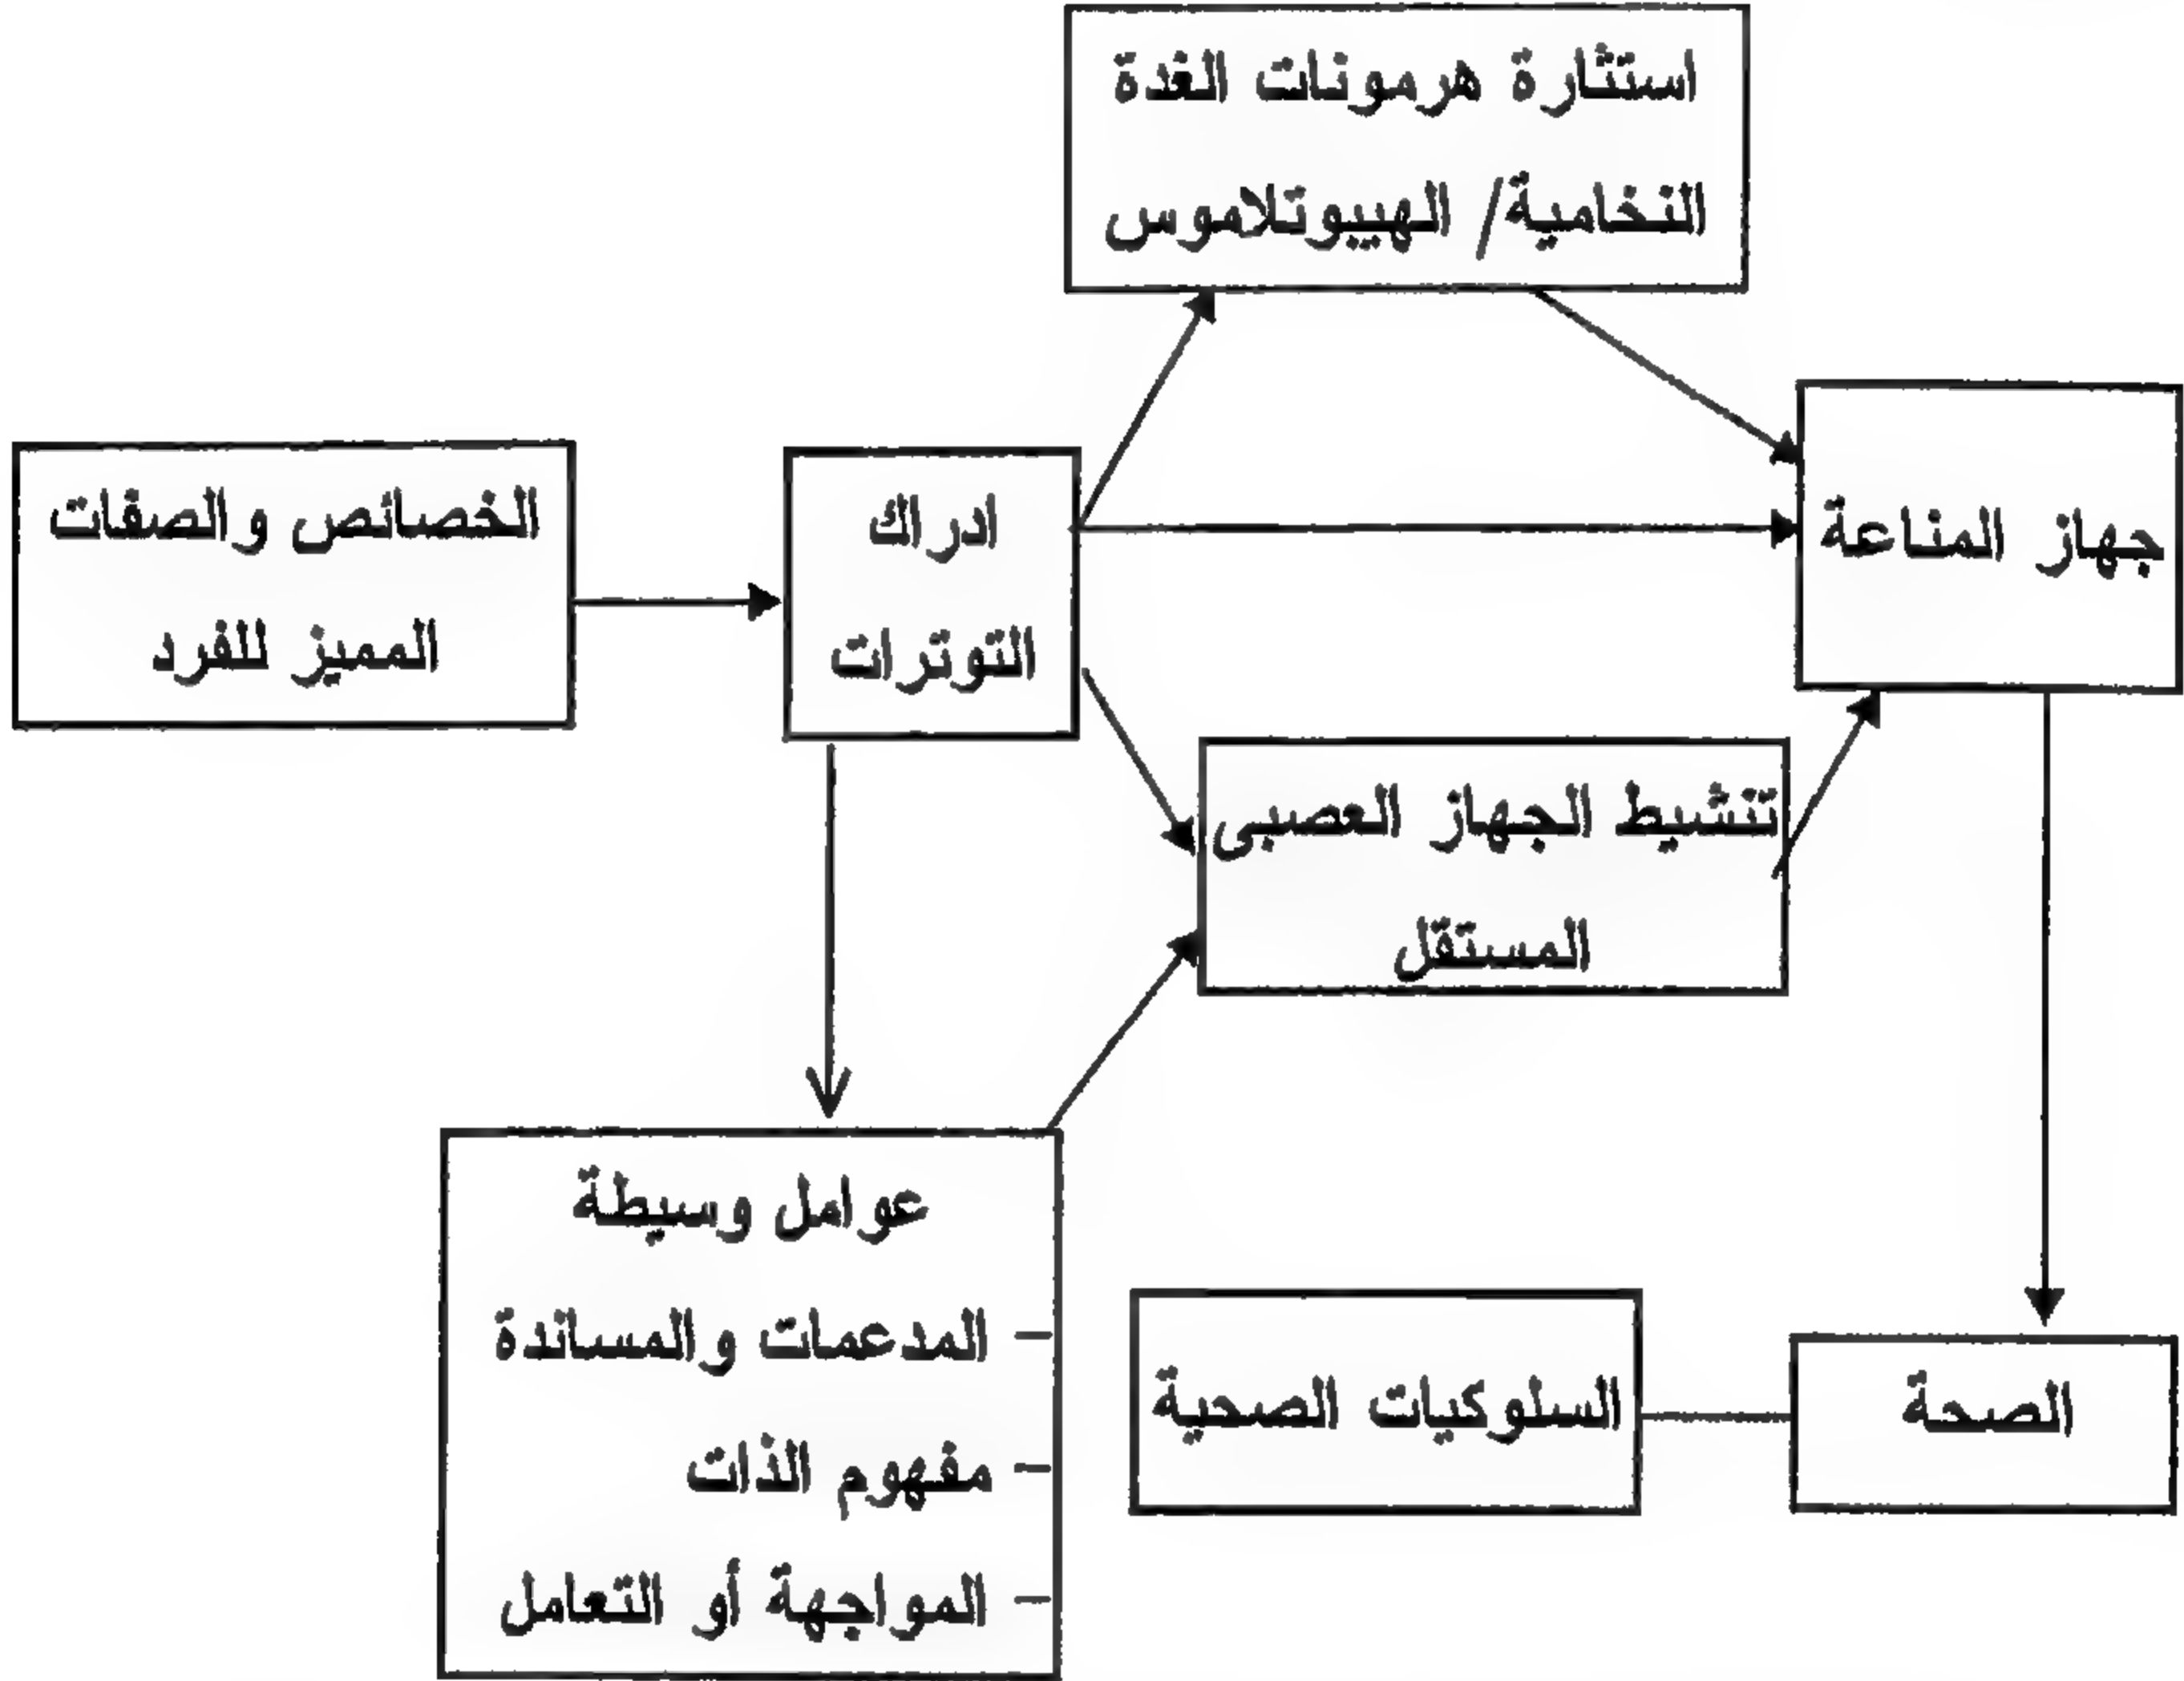 استثارة هرمونات الغدة
النخامية/ الهيبوتلاموس
الخصائص والصفات
المميز للفرد
ادراك
التوترات
جهاز المناعة
تنشيط الجهاز العصبى
المستقل
عوامل وسيطة
– المدعمات والمساندة
– مفهوم الذات
– المواجهة أو التعامل
السلوكيات الصحية
الصحة